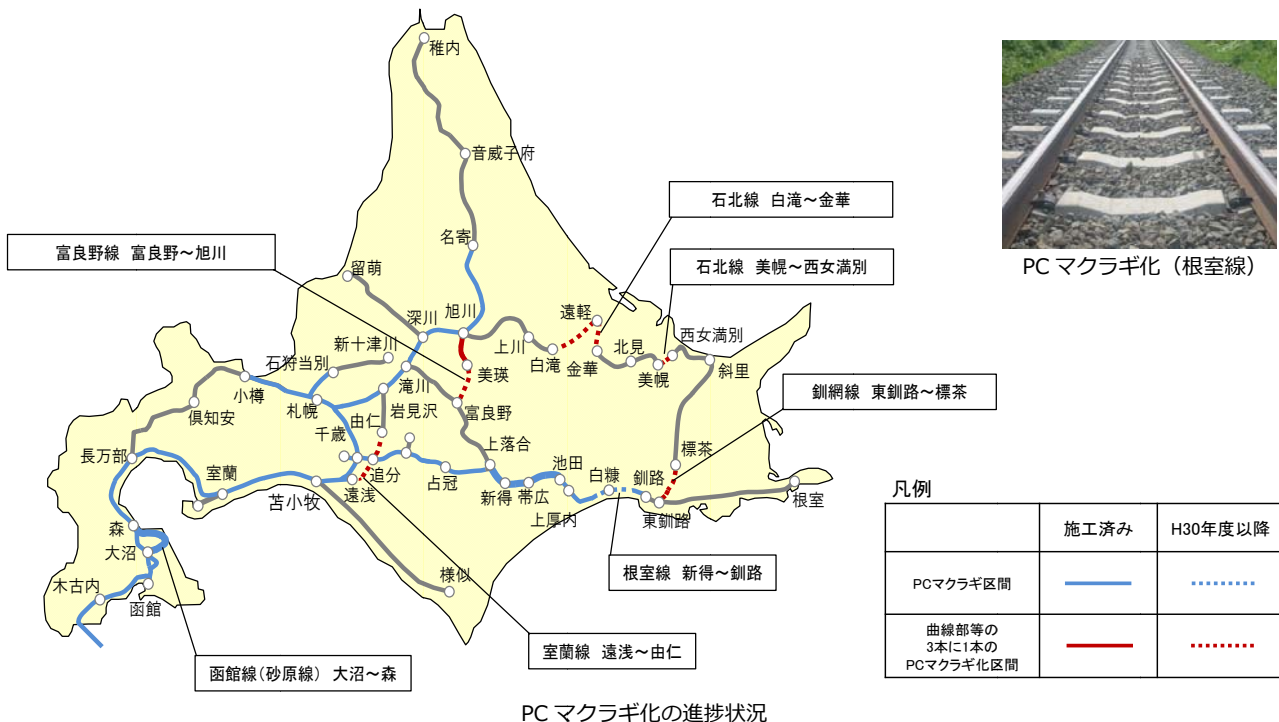 稚内
音威子府
名寄
留萌
旭川
深川
新十津川
石狩当別
滝川
小樽
札幌
倶知安
岩見沢
由仁
千歳
長万部
室蘭
苫小牧
追分
遠浅
占冠
上落合
富良野
美瑛
上川
白滝
遠軽
金華
北見
美幌
西女満別
斜里
標茶
釧路
東釧路
根室
白糠
池田
上厚内
帯広
新得
様似
森
大沼
木古内
函館
富良野線 富良野～旭川
石北線 白滝～金華
石北線 美幌～西女満別
釧網線 東釧路～標茶
根室線 新得～釧路
室蘭線 遠浅～由仁
函館線(砂原線) 大沼～森
PC マクラギ化（根室線）
凡例
施工済み
H30年度以降
PCマクラギ区間
曲線部等の
3本に1本の
PCマクラギ化区間
PC マクラギ化の進捗状況